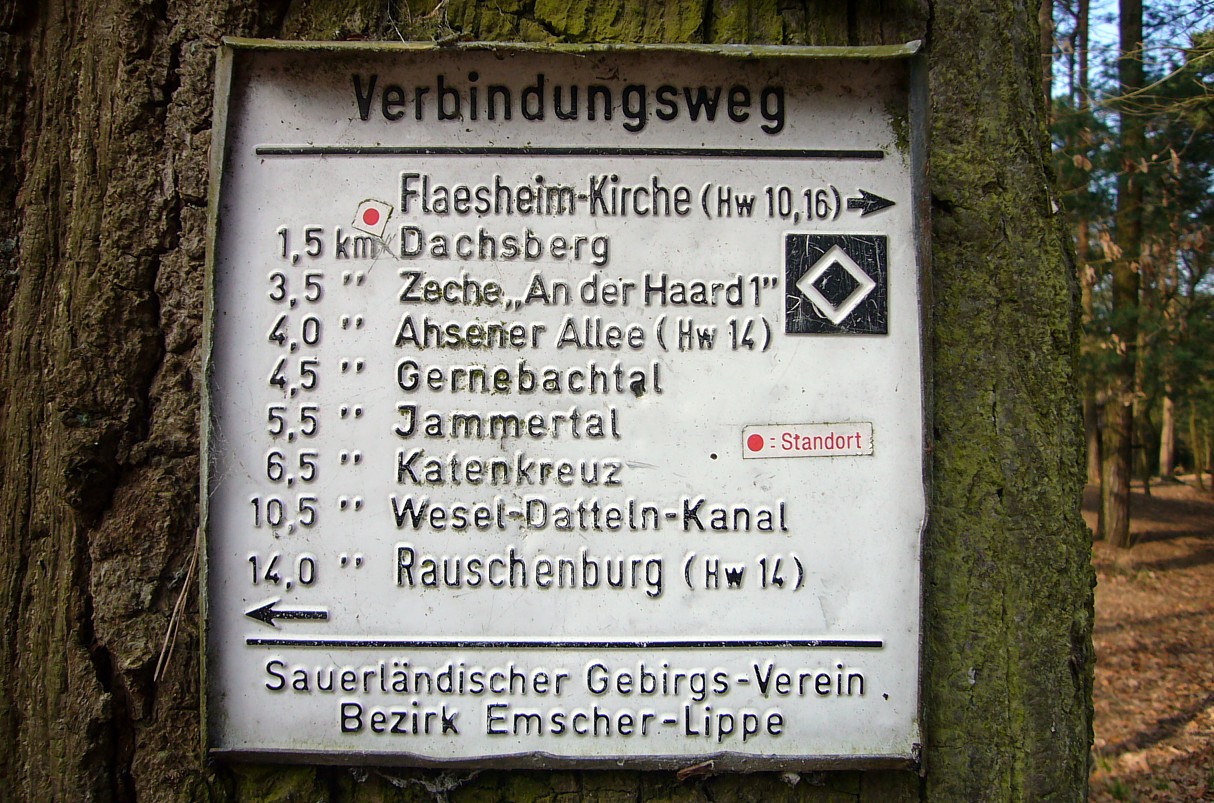 Verbindungsweg
Flaesheim-Kirche (Hw 10,16)
1,5 km Dachsberg
3,5 " Zeche „An der Haard 1"
4,0 " Ahsener Allee (Hw 14)
4,5 " Gernebachtal
5,5 " Jammertal
= Standort
6,5 " Katenkreuz
10,5 " Wesel-Datteln-Kanal
14,0 " Rauschenburg (Hw 14)
Sauerländischer Gebirgs-Verein
Bezirk Emscher-Lippe